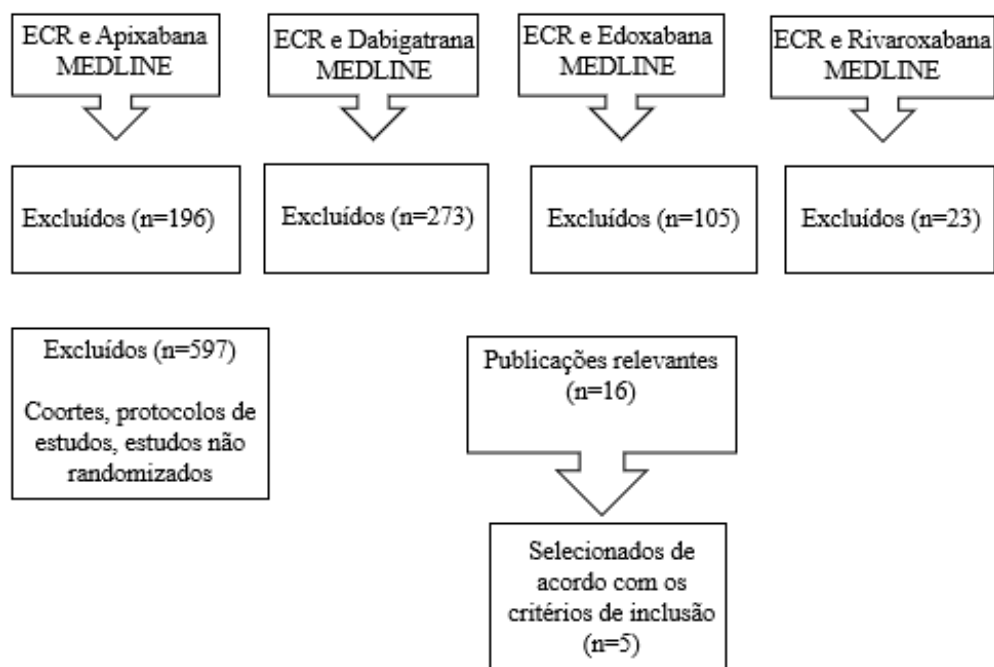 ECR e Apixabana
MEDLINE
ECR e Dabigatrana
MEDLINE
ECR e Edoxabana
MEDLINE
ECR e Rivaroxabana
MEDLINE
Excluídos (n=196)
Excluídos (n=273)
Excluídos (n=105)
Excluídos (n=23)
Excluídos (n=597)
Coortes, protocolos de
estudos, estudos não
randomizados
Publicações relevantes
(n=16)
Selecionados de
acordo com os
critérios de inclusão
(n=5)